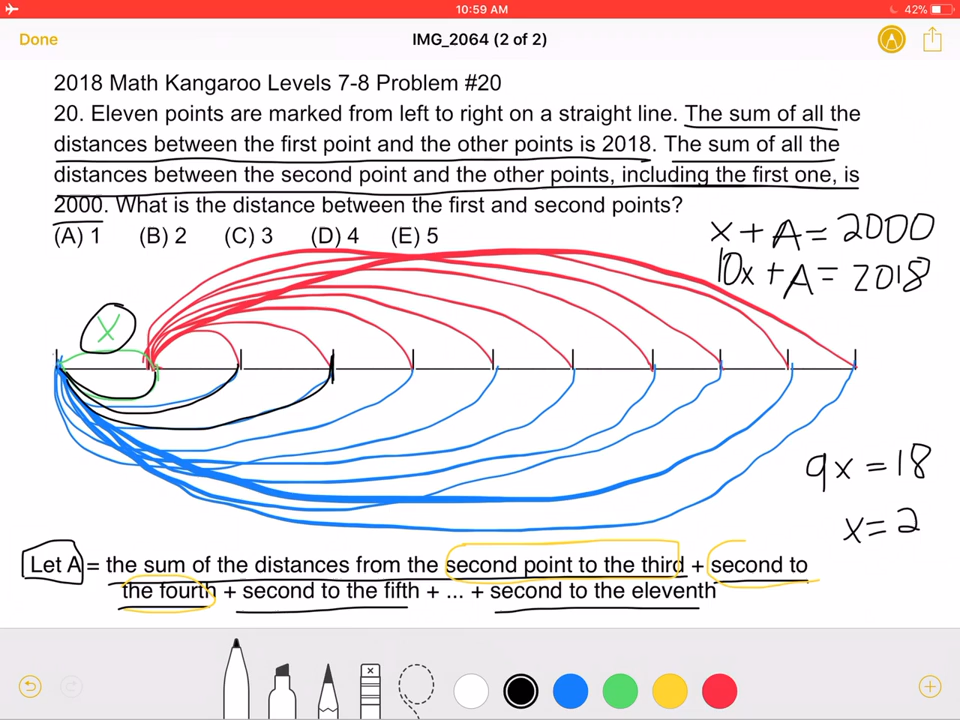 10:59 AM
42%
Done
IMG_2064 (2 of 2)
2018 Math Kangaroo Levels 7-8 Problem #20
20. Eleven points are marked from left to right on a straight line. The sum of all the
distances between the first point and the other points is 2018. The sum of all the
distances between the second point and the other points, including the first one, is
2000. What is the distance between the first and second points?
(A) 1 (B) 2 (C) 3 (D) 4 (E) 5
x + A = 2000
10x + A = 2018
X
9x = 18
x = 2
Let A = the sum of the distances from the second point to the third + second to
the fourth + second to the fifth + ... + second to the eleventh